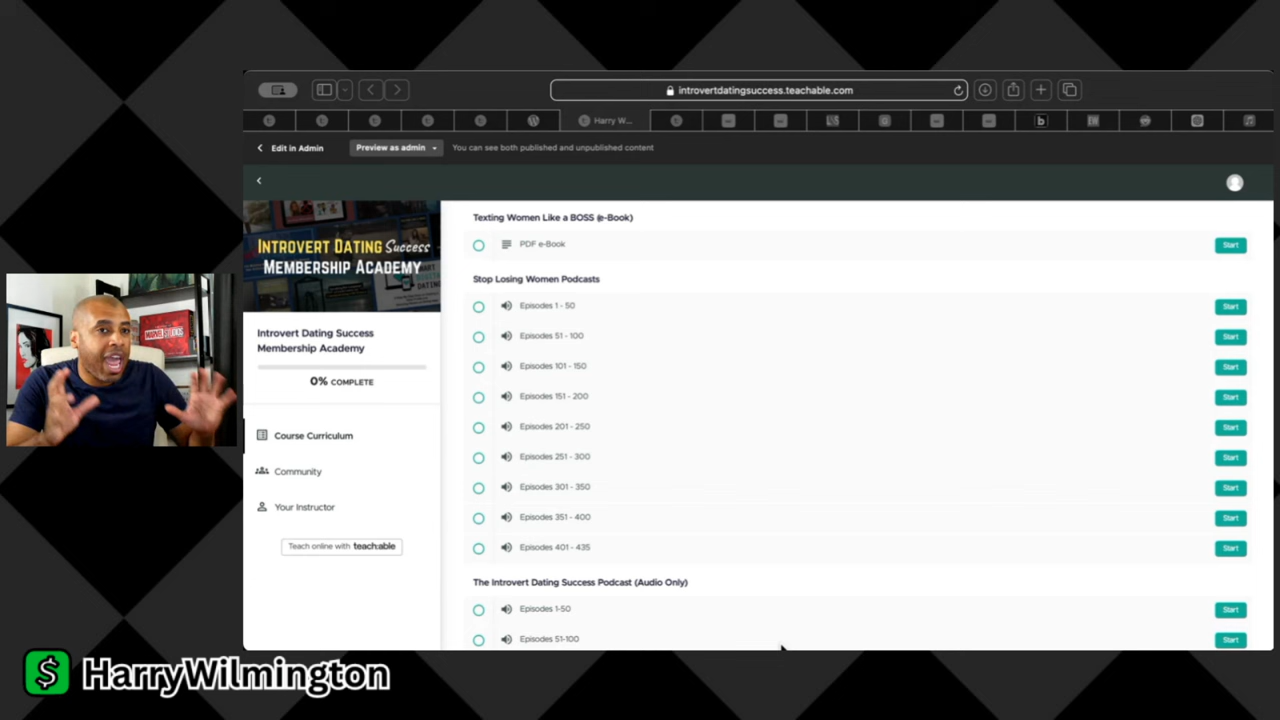 introvertdatingsuccess.teachable.com
Harry W...
Edit in Admin
Preview as admin
You can see both published and unpublished content
INTROVERT DATING Success
MEMBERSHIP ACADEMY
Introvert Dating Success
Membership Academy
0% COMPLETE
Course Curriculum
Community
Your Instructor
Teach online with teach:able
Texting Women Like a BOSS (e-Book)
PDF e-Book
Start
Stop Losing Women Podcasts
Episodes 1 - 50
Start
Episodes 51 - 100
Start
Episodes 101 - 150
Start
Episodes 151 - 200
Start
Episodes 201 - 250
Start
Episodes 251 - 300
Start
Episodes 301 - 350
Start
Episodes 351 - 400
Start
Episodes 401 - 435
Start
The Introvert Dating Success Podcast (Audio Only)
Episodes 1-50
Start
Episodes 51-100
Start
MARVEL STUDIOS
$ HarryWilmington